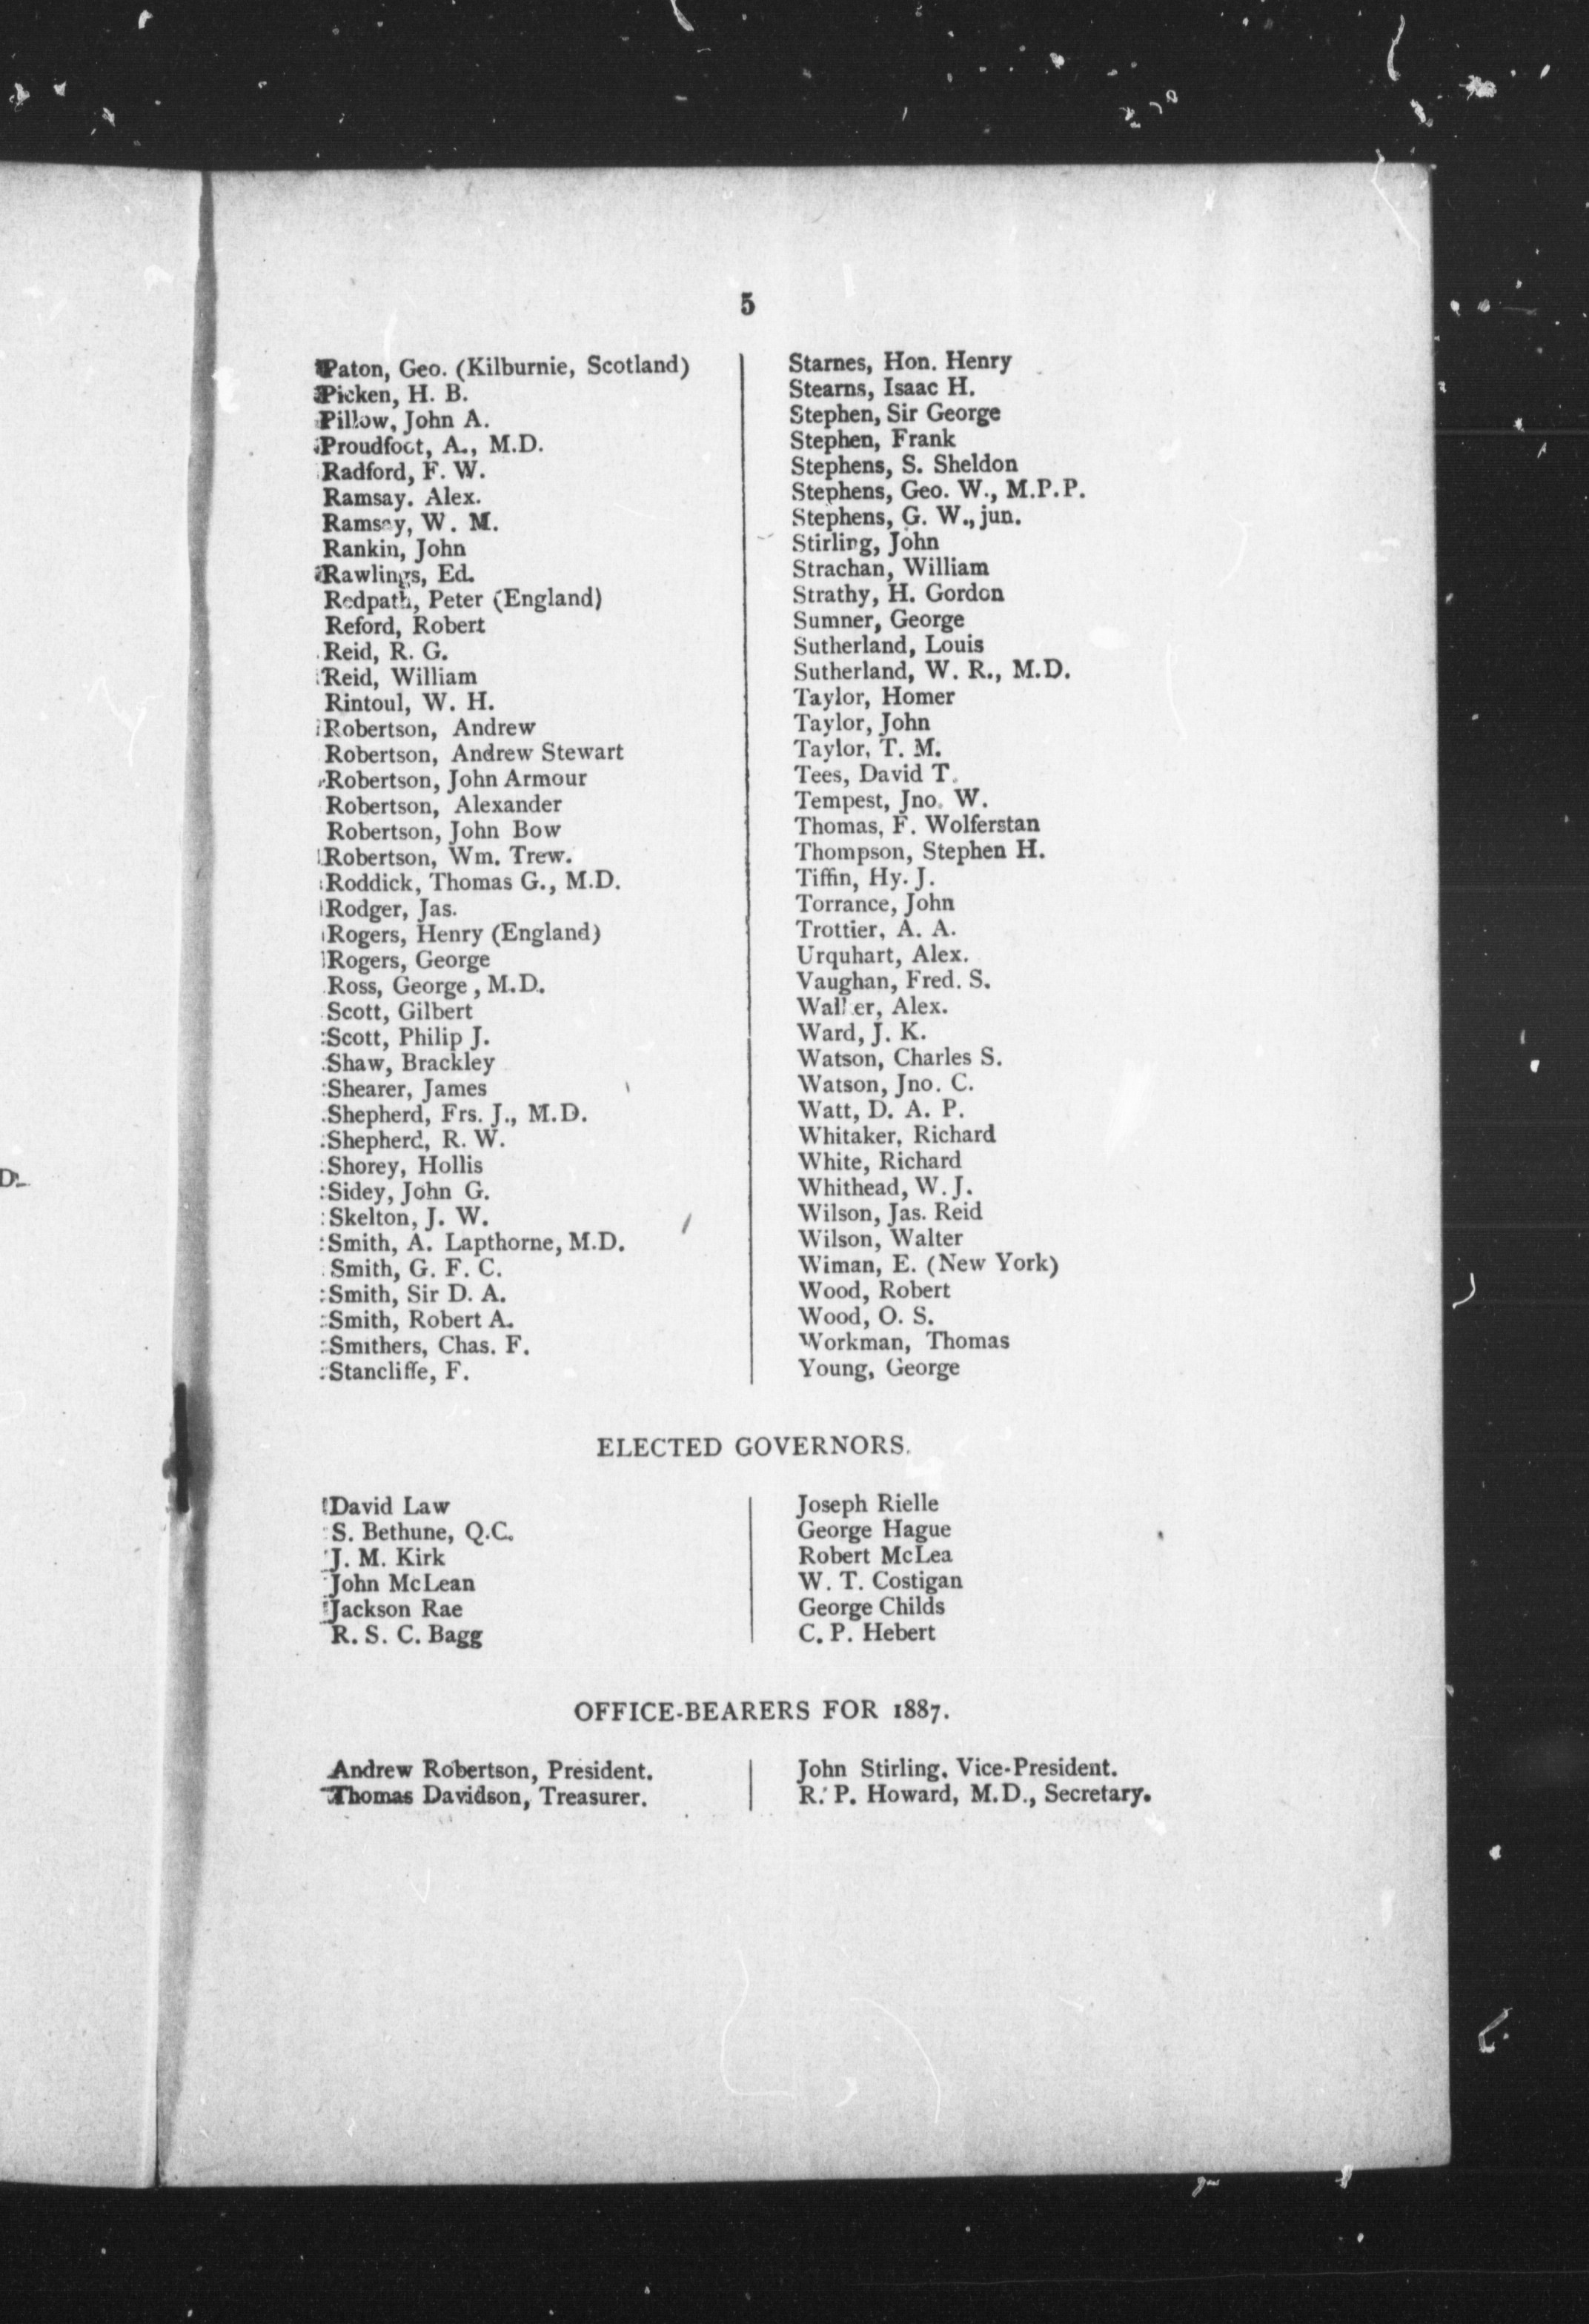 5
Paton, Geo. (Kilburnie, Scotland)
Picken, H. B.
Pillow, John A.
Proudfoot, A., M.D.
Radford, F. W.
Ramsay. Alex.
Ramsay, W. M.
Rankin, John
Rawlings, Ed.
Redpath, Peter (England)
Reford, Robert
Reid, R. G.
Reid, William
Rintoul, W. H.
Robertson, Andrew
Robertson, Andrew Stewart
Robertson, John Armour
Robertson, Alexander
Robertson, John Bow
Robertson, Wm. Trew.
Roddick, Thomas G., M.D.
Rodger, Jas.
Rogers, Henry (England)
Rogers, George
Ross, George, M.D.
Scott, Gilbert
Scott, Philip J.
Shaw, Brackley
Shearer, James
Shepherd, Frs. J., M.D.
Shepherd, R. W.
Shorey, Hollis
Sidey, John G.
Skelton, J. W.
Smith, A. Lapthorne, M.D.
Smith, G. F. C.
Smith, Sir D. A.
Smith, Robert A.
Smithers, Chas. F.
Stancliffe, F.
Starnes, Hon. Henry
Stearns, Isaac H.
Stephen, Sir George
Stephen, Frank
Stephens, S. Sheldon
Stephens, Geo. W., M.P.P.
Stephens, G. W., jun.
Stirling, John
Strachan, William
Strathy, H. Gordon
Sumner, George
Sutherland, Louis
Sutherland, W. R., M.D.
Taylor, Homer
Taylor, John
Taylor, T. M.
Tees, David T.
Tempest, Jno. W.
Thomas, F. Wolferstan
Thompson, Stephen H.
Tiffin, Hy. J.
Torrance, John
Trottier, A. A.
Urquhart, Alex.
Vaughan, Fred. S.
Walker, Alex.
Ward, J. K.
Watson, Charles S.
Watson, Jno. C.
Watt, D. A. P.
Whitaker, Richard
White, Richard
Whithead, W. J.
Wilson, Jas. Reid
Wilson, Walter
Wiman, E. (New York)
Wood, Robert
Wood, O. S.
Workman, Thomas
Young, George
ELECTED GOVERNORS.
David Law
S. Bethune, Q.C.
J. M. Kirk
John McLean
Jackson Rae
R. S. C. Bagg
Joseph Rielle
George Hague
Robert McLea
W. T. Costigan
George Childs
C. P. Hebert
OFFICE-BEARERS FOR 1887.
Andrew Robertson, President.
Thomas Davidson, Treasurer.
John Stirling, Vice-President.
R. P. Howard, M.D., Secretary.